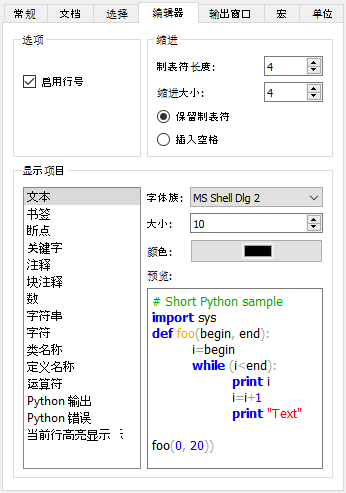 常规 文档 选择 编辑器 输出窗口 宏 单位
选项
启用行号
缩进
制表符长度: 4
缩进大小: 4
保留制表符
插入空格
显示项目
文本
书签
断点
关键字
注释
块注释
数
字符串
字符
类名称
定义名称
运算符
Python 输出
Python 错误
当前行高亮显示
字体族: MS Shell Dlg 2
大小: 10
颜色:
预览:
# Short Python sample
import sys
def foo(begin, end):
i=begin
while (i<end):
print i
i=i+1
print "Text"
foo(0, 20))